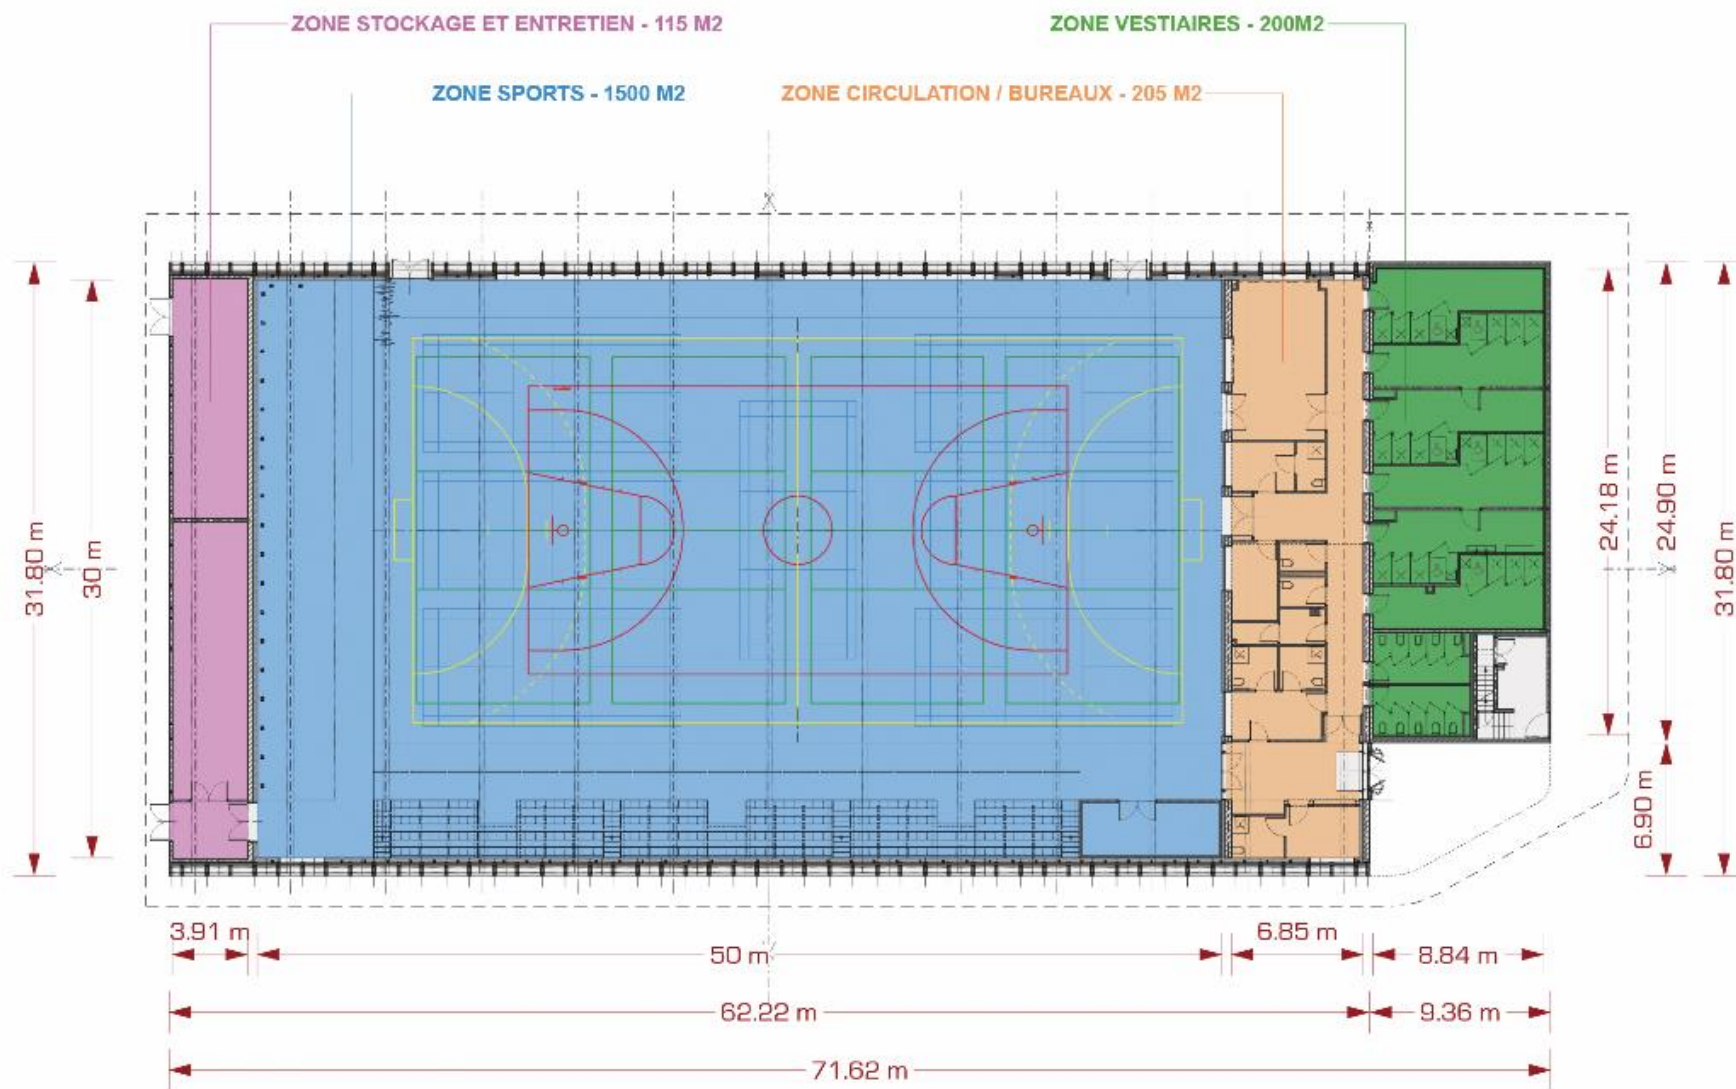 ZONE STOCKAGE ET ENTRETIEN - 115 M2
ZONE VESTIAIRES - 200M2
ZONE SPORTS - 1500 M2
ZONE CIRCULATION / BUREAUX - 205 M2
31.80 m
30 m
24.18 m
24.90 m
31.80 m
6.90 m
3.91 m
50 m
6.85 m
8.84 m
62.22 m
9.36 m
71.62 m